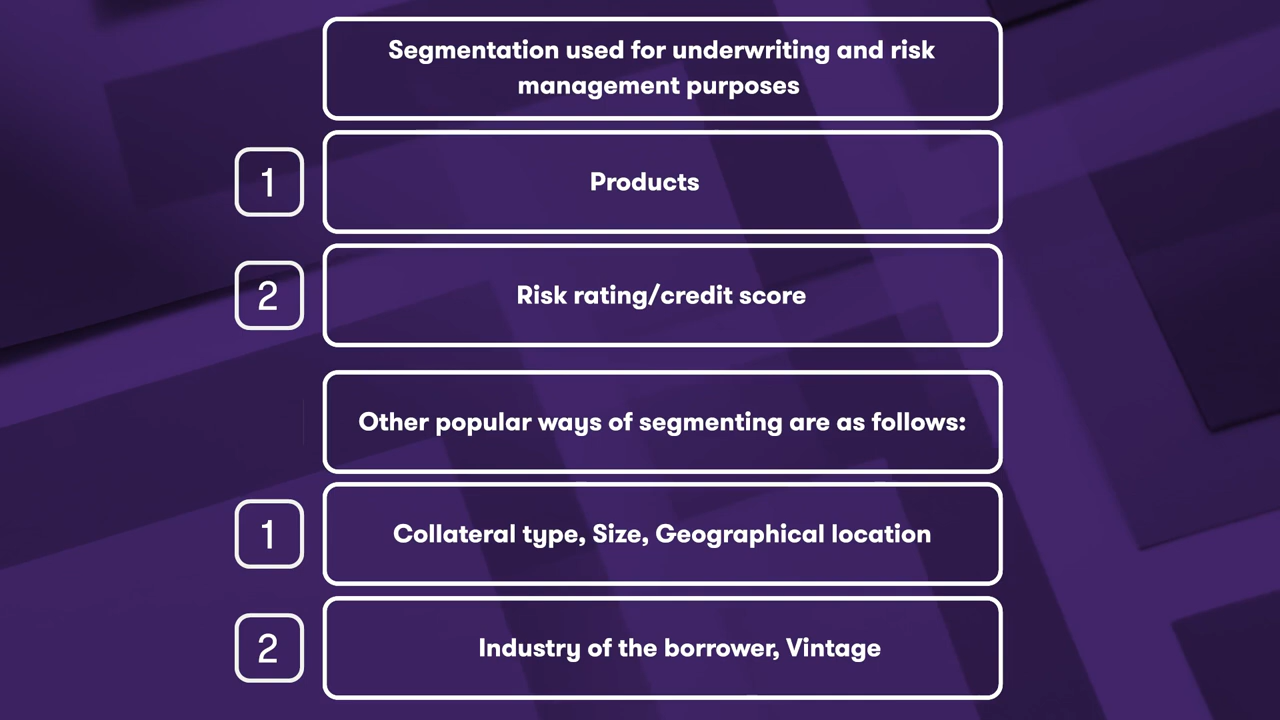 Segmentation used for underwriting and risk
management purposes
1 Products
2 Risk rating/credit score
Other popular ways of segmenting are as follows:
1 Collateral type, Size, Geographical location
2 Industry of the borrower, Vintage